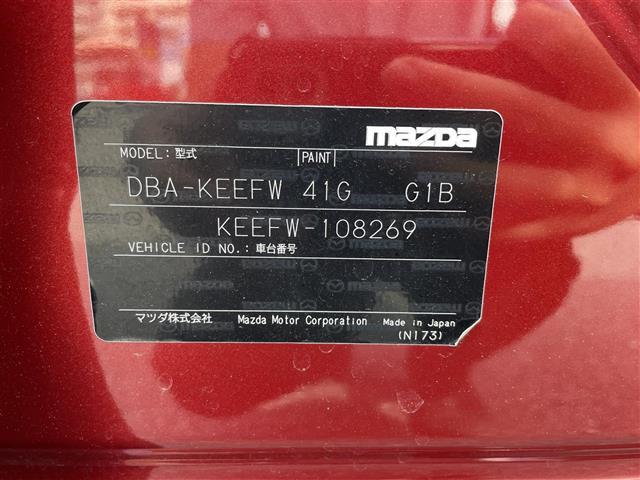 mazda
MODEL: 型式 PAINT
DBA-KEEFW 41G G1B
KEEFW-108269
VEHICLE ID NO.: 車台番号
マツダ株式会社 Mazda Motor Corporation Made in Japan
(N173)